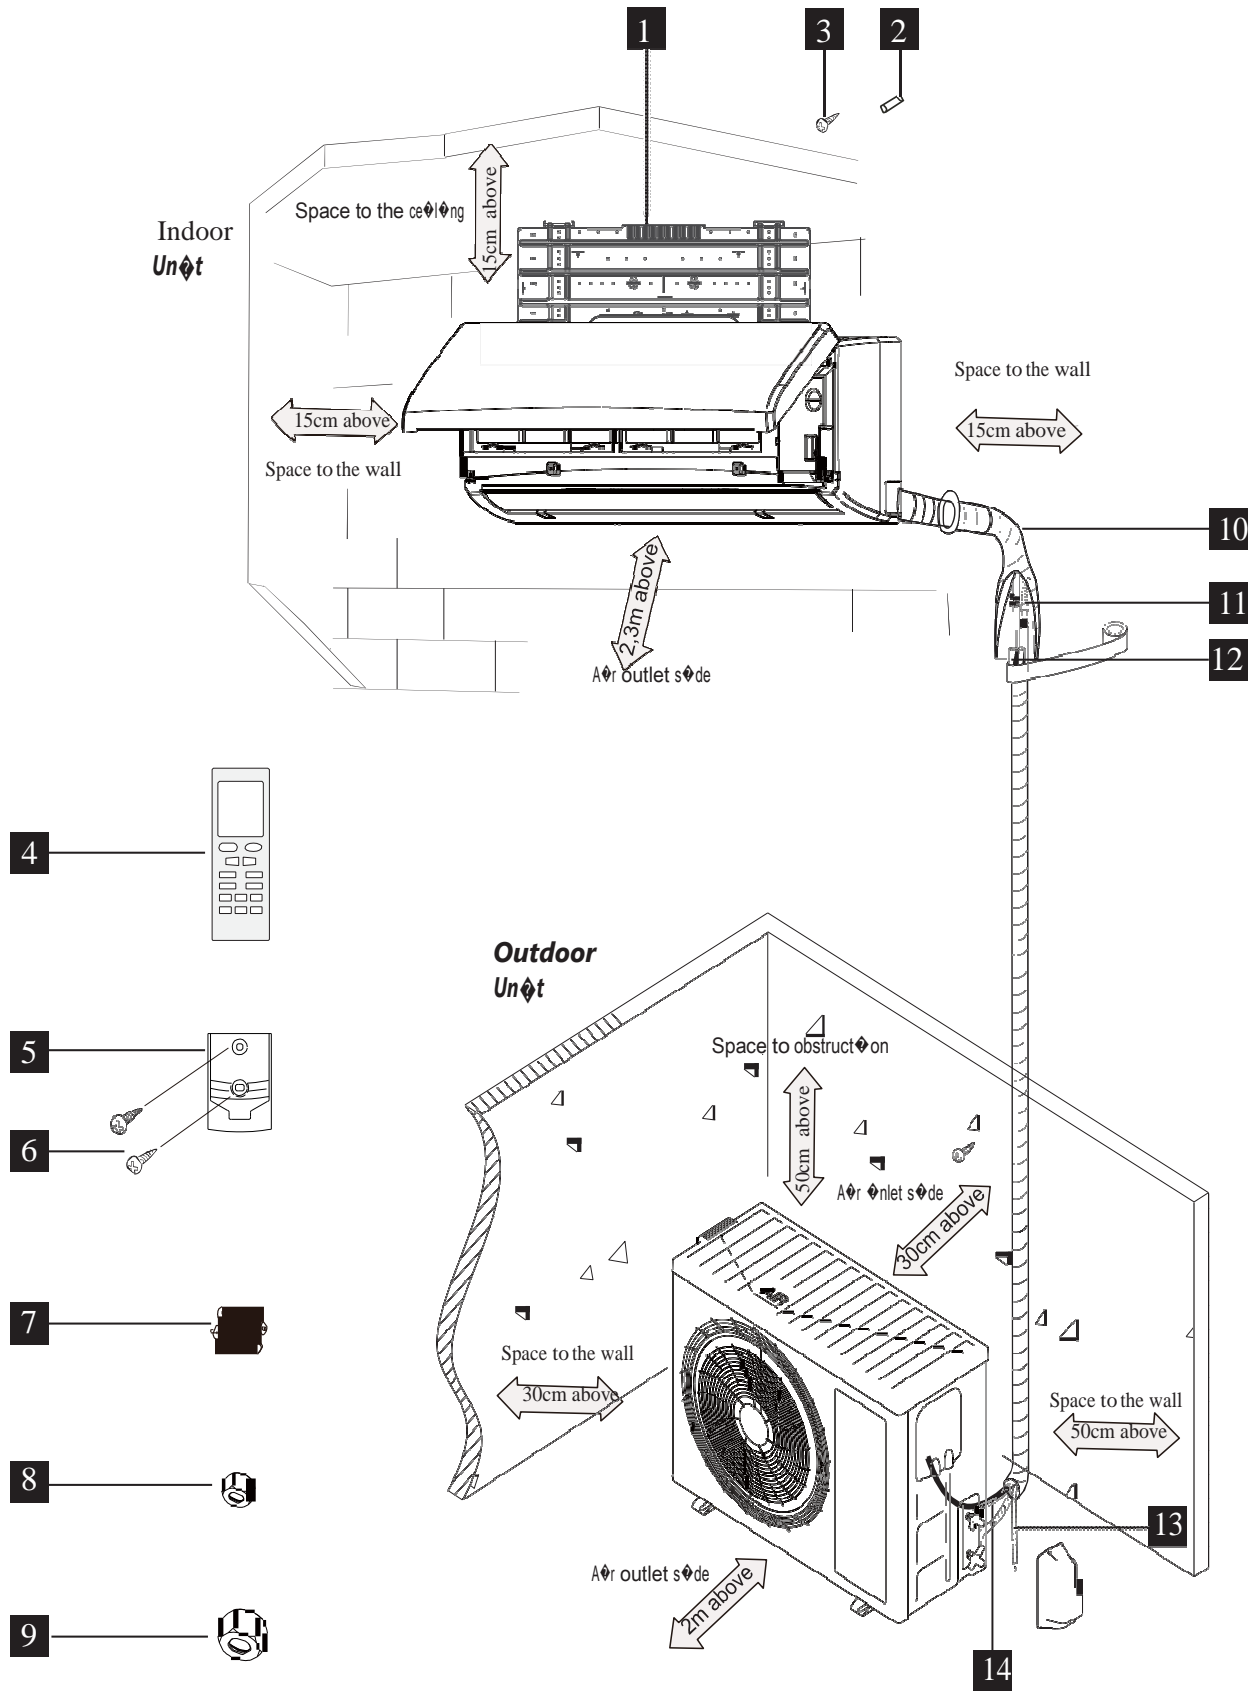 1
3
2
Space to the ce�l�ng
15cm above
Indoor
Un�t
Space to the wall
15cm above
15cm above
Space to the wall
10
2,3m above
11
12
A�r outlet s�de
4
Outdoor
Un�t
5
Space to obstruct�on
50cm above
6
A�r �nlet s�de
30cm above
7
Space to the wall
30cm above
Space to the wall
50cm above
8
13
A�r outlet s�de
2m above
9
14